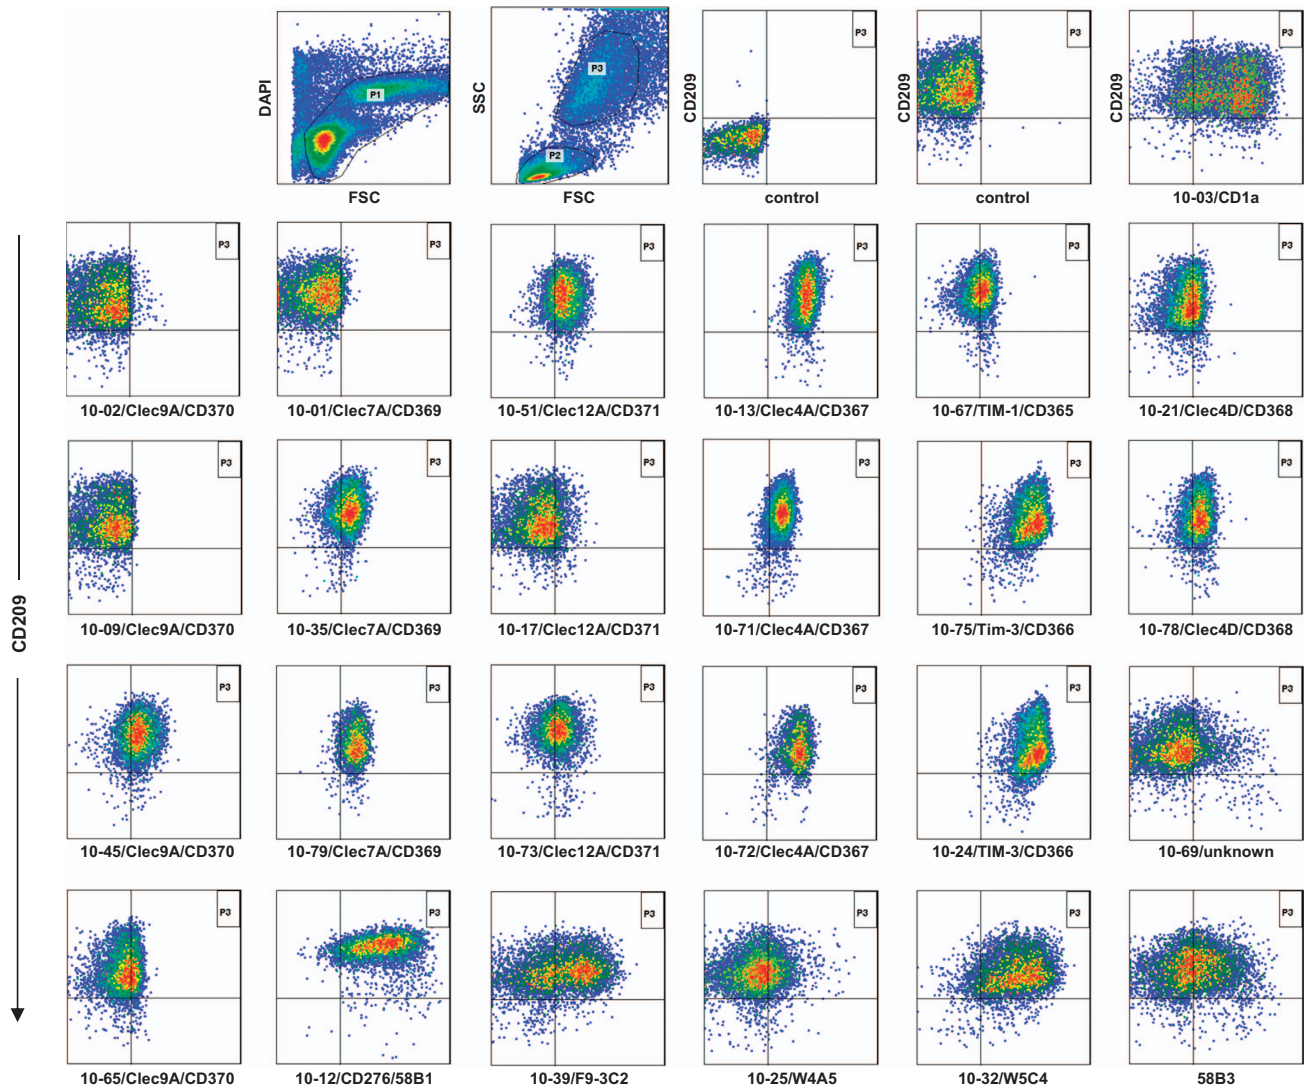 DAPI
P1
FSC
SSC
P3
P2
FSC
CD209
P3
control
CD209
P3
control
CD209
P3
10-03/CD1a
P3
10-02/Clec9A/CD370
P3
10-01/Clec7A/CD369
P3
10-51/Clec12A/CD371
P3
10-13/Clec4A/CD367
P3
10-67/TIM-1/CD365
P3
10-21/Clec4D/CD368
CD209
P3
10-09/Clec9A/CD370
P3
10-35/Clec7A/CD369
P3
10-17/Clec12A/CD371
P3
10-71/Clec4A/CD367
P3
10-75/Tim-3/CD366
P3
10-78/Clec4D/CD368
P3
10-45/Clec9A/CD370
P3
10-79/Clec7A/CD369
P3
10-73/Clec12A/CD371
P3
10-72/Clec4A/CD367
P3
10-24/TIM-3/CD366
P3
10-69/unknown
P3
10-65/Clec9A/CD370
P3
10-12/CD276/58B1
P3
10-39/F9-3C2
P3
10-25/W4A5
P3
10-32/W5C4
P3
58B3